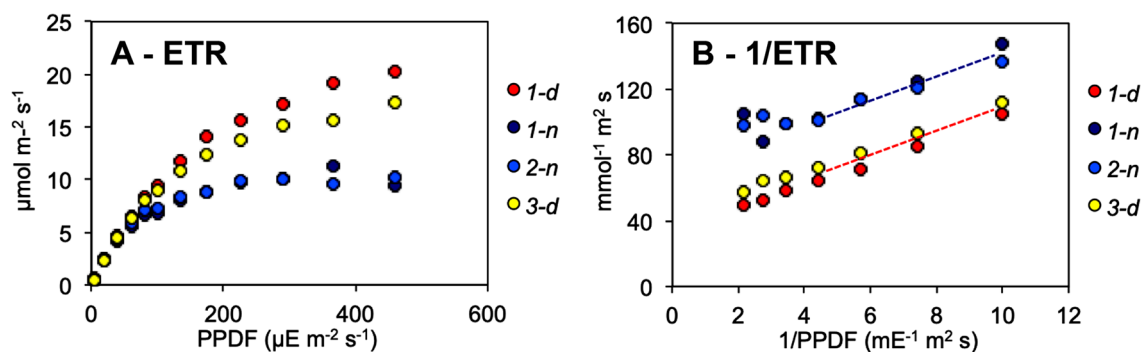 A - ETR
25
20
15
10
5
0
0
200
400
600
µmol m-² s-¹
PPDF (µE m-² s-¹)
1-d
1-n
2-n
3-d
B - 1/ETR
160
120
80
40
0
0
2
4
6
8
10
12
mmol-¹ m² s
1/PPDF (mE-¹ m² s)
1-d
1-n
2-n
3-d